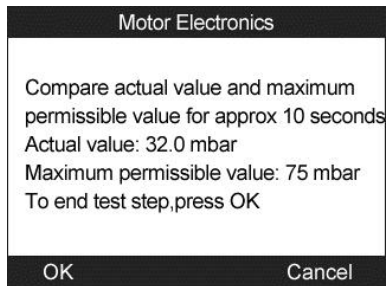 Motor Electronics
Compare actual value and maximum
permissible value for approx 10 seconds
Actual value: 32.0 mbar
Maximum permissible value: 75 mbar
To end test step,press OK
OK Cancel